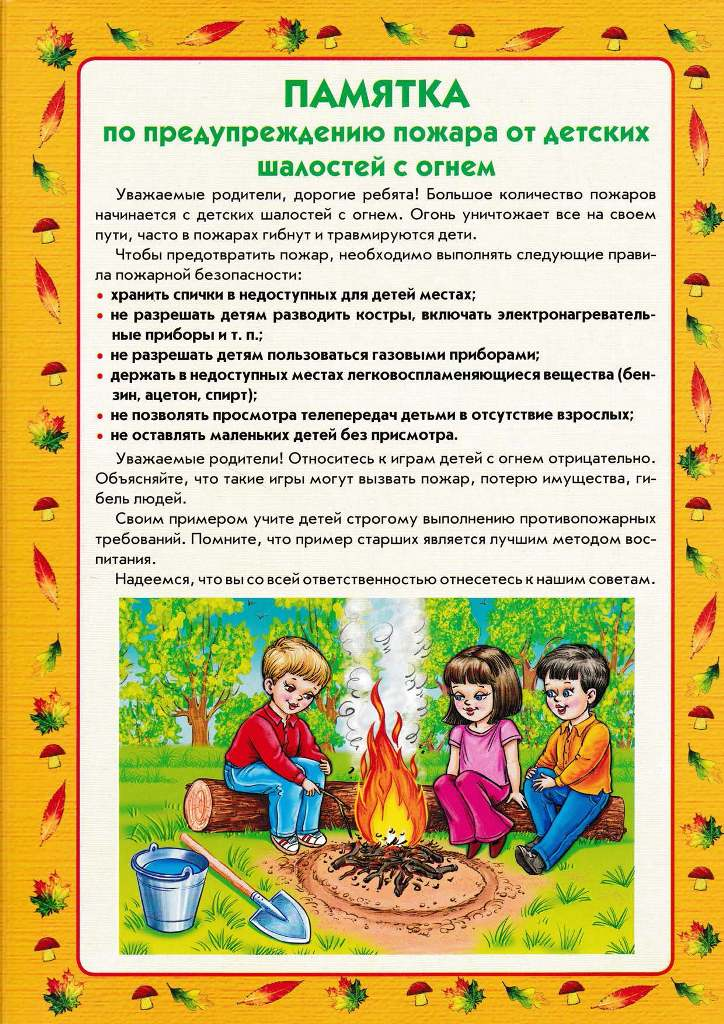 ПАМЯТКА
по предупреждению пожара от детских
шалостей с огнем
Уважаемые родители, дорогие ребята! Большое количество пожаров
начинается с детских шалостей с огнем. Огонь уничтожает все на своем
пути, часто в пожарах гибнут и травмируются дети.
Чтобы предотвратить пожар, необходимо выполнять следующие прави-
ла пожарной безопасности:
• хранить спички в недоступных для детей местах;
• не разрешать детям разводить костры, включать электронагреватель-
ные приборы и т. п.;
• не разрешать детям пользоваться газовыми приборами;
• держать в недоступных местах легковоспламеняющиеся вещества (бен-
зин, ацетон, спирт);
• не позволять просмотра телепередач детьми в отсутствие взрослых;
• не оставлять маленьких детей без присмотра.
Уважаемые родители! Относитесь к играм детей с огнем отрицательно.
Объясняйте, что такие игры могут вызвать пожар, потерю имущества, ги-
бель людей.
Своим примером учите детей строгому выполнению противопожарных
требований. Помните, что пример старших является лучшим методом вос-
питания.
Надеемся, что вы со всей ответственностью отнесетесь к нашим советам.